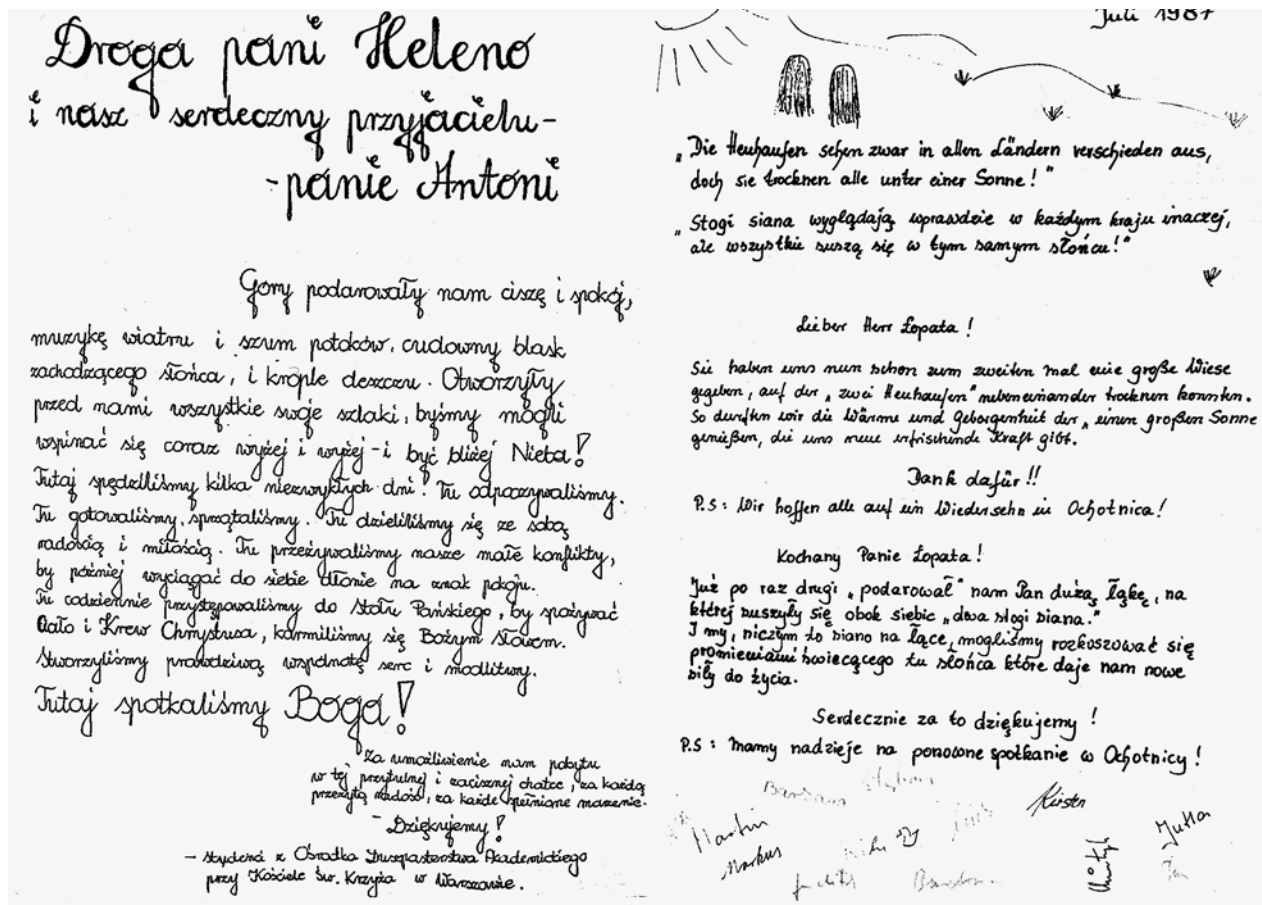 Droga pani Heleno
i nasz serdeczny przyjacielu-
-panie Antoni
Góry podarowały nam ciszę i spokój,
muzykę wiatru i szum potoków, cudowny blask
zachodzącego słońca, i krople deszczu. Otworzyły
przed nami wszystkie swoje szlaki, byśmy mogli
wspinać się coraz wyżej i wyżej - i być bliżej Nieba!
Tutaj spędziliśmy kilka niezwykłych dni. Tu odpoczywaliśmy.
Tu gotowaliśmy, sprzątaliśmy. Tu dzieliliśmy się ze sobą
radością i miłością. Tu przeżywaliśmy nasze małe konflikty,
by później wyciągać do siebie dłonie na znak pokoju.
Tu codziennie przystępowaliśmy do Stołu Pańskiego, by spożywać
Ciało i Krew Chrystusa, karmiliśmy się Bożym Słowem.
Stworzyliśmy prawdziwą wspólnotę serc i modlitwy.
Tutaj spotkaliśmy Boga!
Za umożliwienie nam pobytu
w tej przytulnej i zacisznej chatce, za każdą
przeżytą radość, za każde spełnione marzenie.
- Dziękujemy!
- studenci z Ośrodka Duszpasterstwa Akademickiego
przy Kościele Św. Krzyża w Warszawie.
Juli 1987
„Die Heuhaufen sehen zwar in allen Ländern verschieden aus,
doch sie trocknen alle unter einer Sonne!"
„Stogi siana wyglądają wprawdzie w każdym kraju inaczej,
ale wszystkie suszą się w tym samym słońcu!"
Lieber Herr Łopata!
Sie haben uns nun schon zum zweiten mal eine große Wiese
gegeben, auf der „zwei Heuhaufen" nebeneinander trocknen konnten.
So durften wir die Wärme und Geborgenheit der „einen großen Sonne
genießen, die uns neue erfrischende Kraft gibt.
Dank dafür!!
P.S: Wir hoffen alle auf ein Wiedersehn in Ochotnica!
Kochany Panie Łopata!
Już po raz drugi „podarował" nam Pan dużą łąkę, na
której suszyły się obok siebie „dwa stogi siana."
I my, niczym to siano na łące, mogliśmy rozkoszować się
promieniami świecącego tu słońca które daje nam nowe
siły do życia.
Serdecznie za to dziękujemy!
P.S: Mamy nadzieje na ponowne spotkanie w Ochotnicy!
Barbara
Kirsten
Martin
Jutta
Markus
Judith
Jan